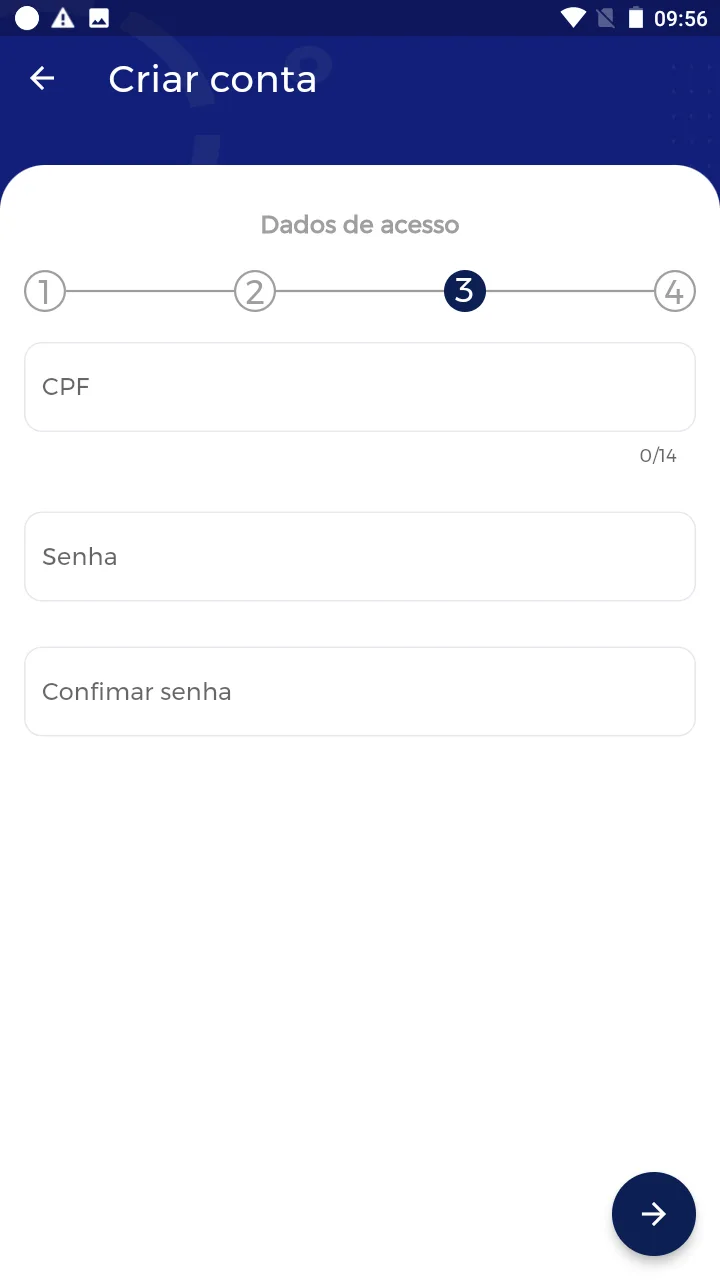 09:56
Criar conta
Dados de acesso
1 2 3 4
CPF
0/14
Senha
Confimar senha